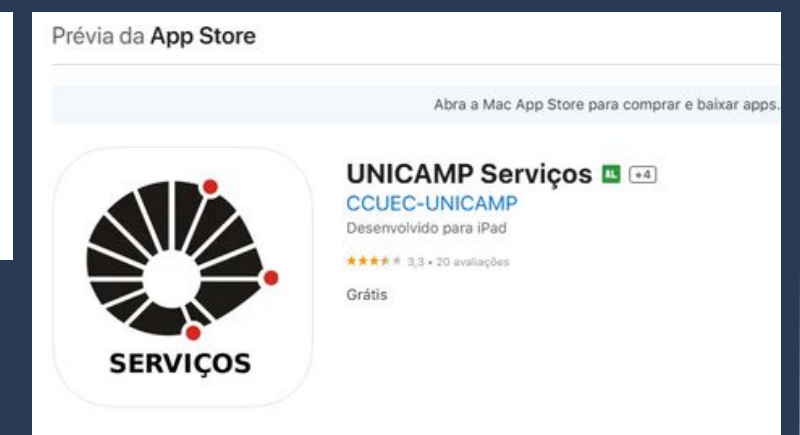 Prévia da App Store
Abra a Mac App Store para comprar e baixar apps.
UNICAMP Serviços AL +4
CCUEC-UNICAMP
Desenvolvido para iPad
3,3 • 20 avaliações
Grátis
SERVIÇOS